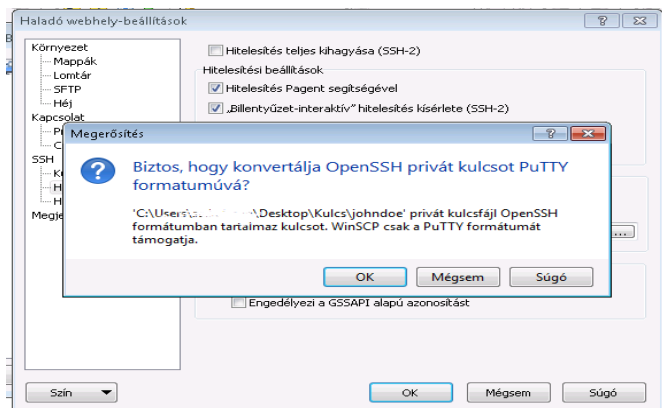 Haladó webhely-beállítások
Környezet
Mappák
Lomtár
SFTP
Héj
Kapcsolat
SSH
Hitelesítés teljes kihagyása (SSH-2)
Hitelesítési beállítások
Hitelesítés Pagent segítségével
„Billentyűzet-interaktív” hitelesítés kísérlete (SSH-2)
Megerősítés
Biztos, hogy konvertálja OpenSSH privát kulcsot PuTTY
formatumúvá?
'C:\Users\ \Desktop\Kulcs\johndoe' privát kulcsfájl OpenSSH
formátumban tartalmaz kulcsot. WinSCP csak a PuTTY formátumát
támogatja.
OK Mégsem Súgó
...
Engedélyezi a GSSAPI alapú azonosítást
Szín OK Mégsem Súgó